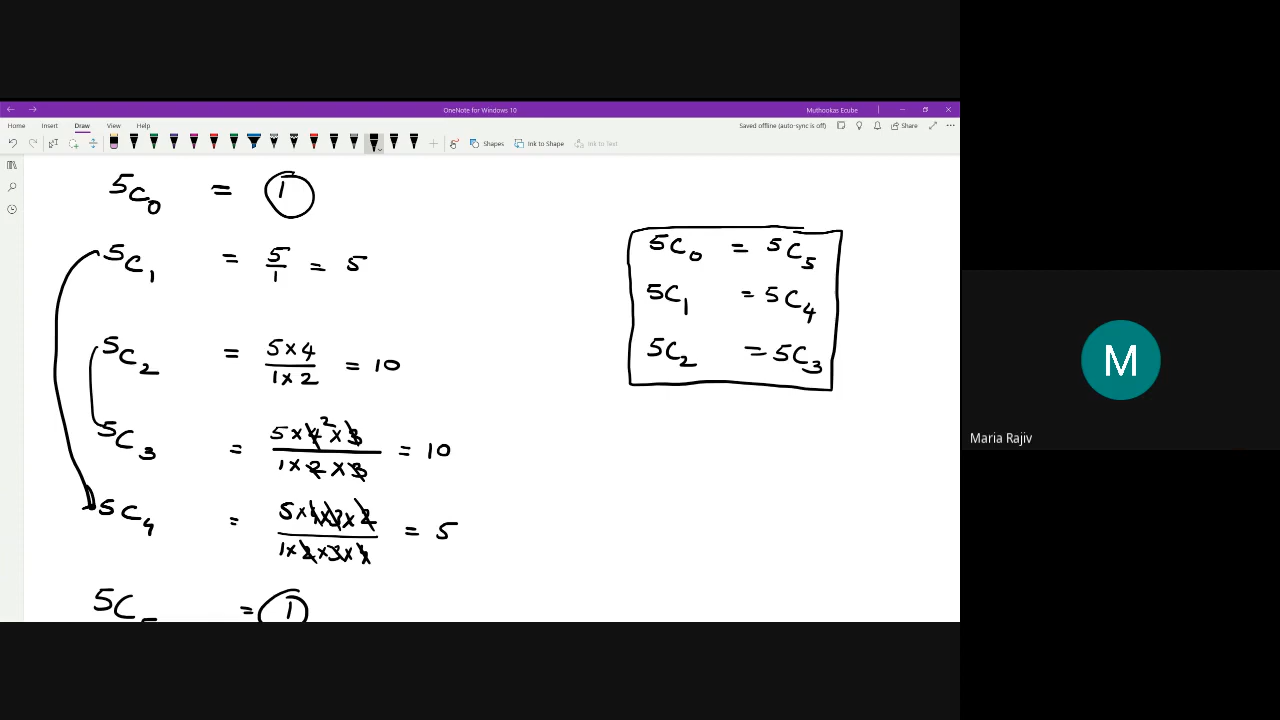 OneNote for Windows 10
Muthookas Ecube
Home Insert Draw View Help
Saved offline (auto-sync is off) Share
Shapes Ink to Shape Ink to Text
5C₀ = 1
5C₁ = 5/1 = 5
5C₂ = 5×4/1×2 = 10
5C₃ = 5×4²×3/1×2×3 = 10
5C₄ = 5×4×3×2/1×2×3×4 = 5
5C₅ = 1
5C₀ = 5C₅
5C₁ = 5C₄
5C₂ = 5C₃
M
Maria Rajiv